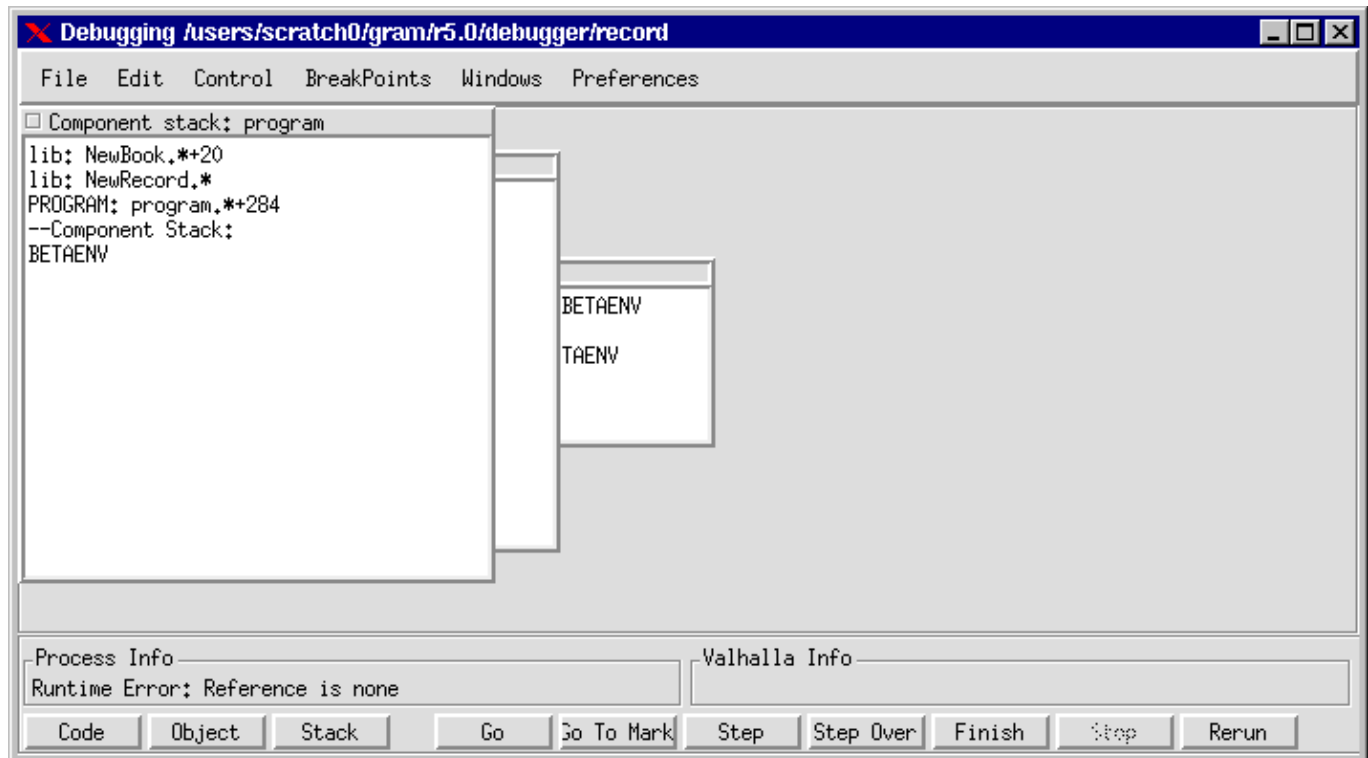 Debugging /users/scratch0/gram/r5.0/debugger/record
File Edit Control BreakPoints Windows Preferences
Component stack: program
lib: NewBook.*+20
lib: NewRecord.*
PROGRAM: program.*+284
--Component Stack:
BETAENV
BETAENV
TAENV
Process Info
Runtime Error: Reference is none
Valhalla Info
Code Object Stack Go Go To Mark Step Step Over Finish Stop Rerun